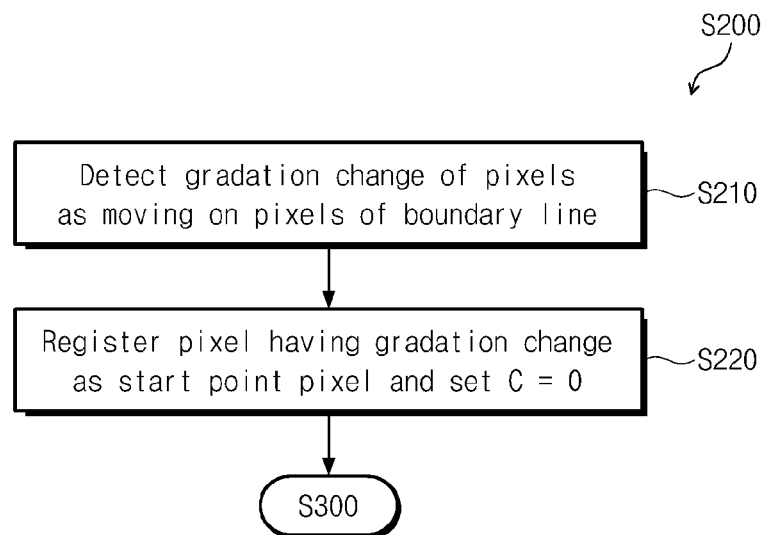 S200
Detect gradation change of pixels
as moving on pixels of boundary line
S210
Register pixel having gradation change
as start point pixel and set C = 0
S220
S300